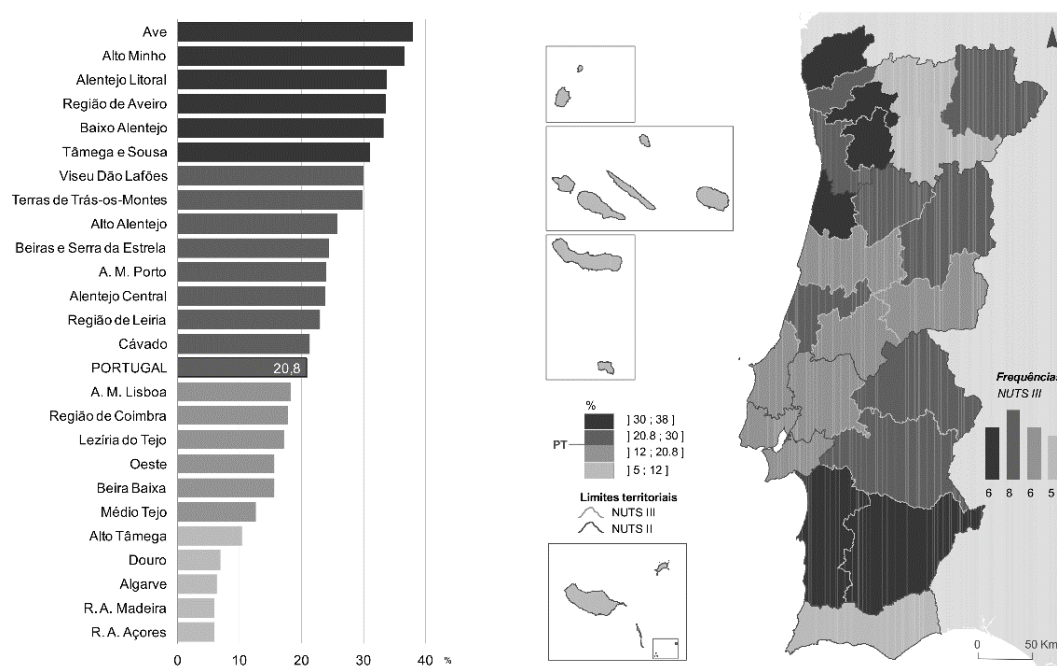 Ave
Alto Minho
Alentejo Litoral
Região de Aveiro
Baixo Alentejo
Tâmega e Sousa
Viseu Dão Lafões
Terras de Trás-os-Montes
Alto Alentejo
Beiras e Serra da Estrela
A. M. Porto
Alentejo Central
Região de Leiria
Cávado
PORTUGAL 20,8
A. M. Lisboa
Região de Coimbra
Lezíria do Tejo
Oeste
Beira Baixa
Médio Tejo
Alto Tâmega
Douro
Algarve
R. A. Madeira
R. A. Açores
0 10 20 30 40 %
%
] 30 ; 38 ]
] 20.8 ; 30 ]
PT
] 12 ; 20.8 ]
] 5 ; 12 ]
Limites territoriais
NUTS III
NUTS II
Frequências
NUTS III
6 8 6 5
0 50 Km